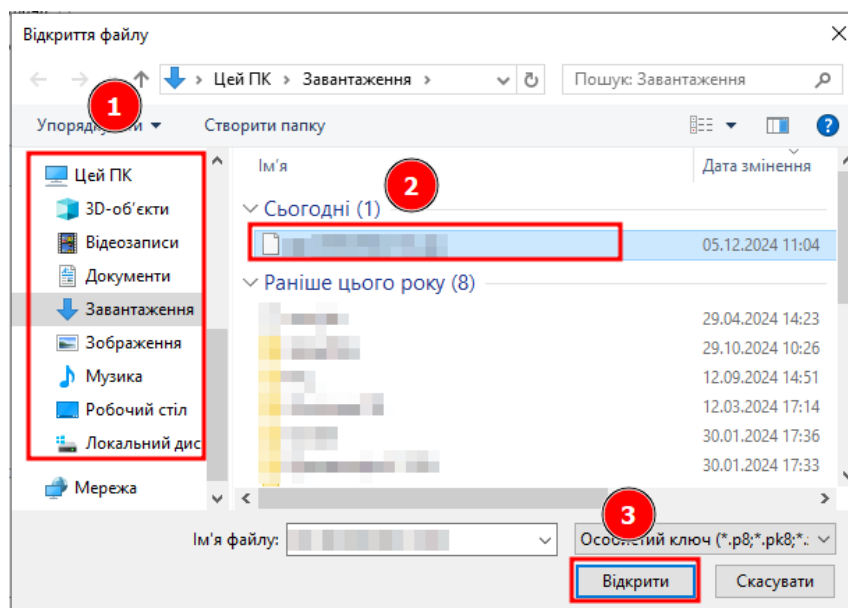 Відкриття файлу
Цей ПК > Завантаження >
Пошук: Завантаження
1
Створити папку
Цей ПК
3D-об'єкти
Відеозаписи
Документи
Завантаження
Зображення
Музика
Робочий стіл
Локальний дис
Мережа
Ім'я
Дата змінення
2
Сьогодні (1)
05.12.2024 11:04
Раніше цього року (8)
29.04.2024 14:23
29.10.2024 10:26
12.09.2024 14:51
12.03.2024 17:14
30.01.2024 17:36
30.01.2024 17:33
3
Ім'я файлу:
ключ (*.p8;*.pk8;*.
Відкрити
Скасувати